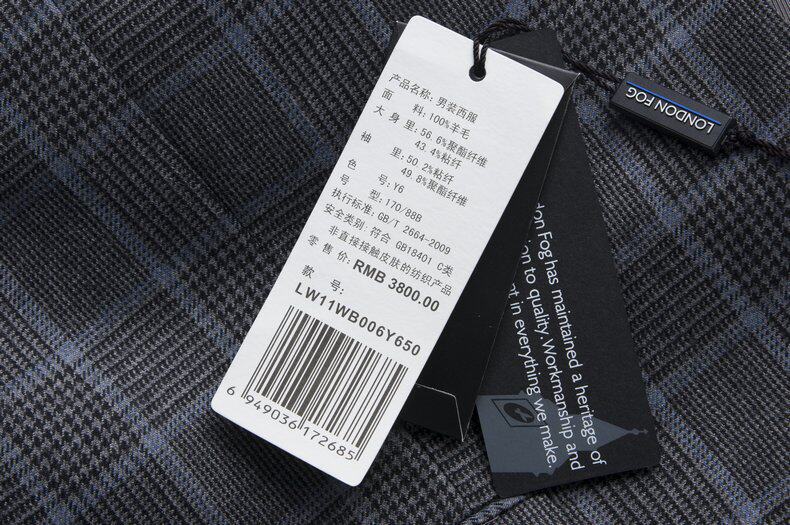 产品名称: 男装西服
面 料: 100%羊毛
大 身 里: 56.6%聚酯纤维
43.4%粘纤
袖 里: 50.2%粘纤
49.8%聚酯纤维
色 号: Y6
号 型: 170/88B
执行标准: GB/T 2664-2009
安全类别: 符合 GB18401 C类
非直接接触皮肤的纺织产品
零 售 价: RMB 3800.00
款 号:
LW11WB006Y650
6 949036 172685
LONDON FOG
don Fog has maintained a heritage of
ion to quality. Workmanship and
nt in everything we make.